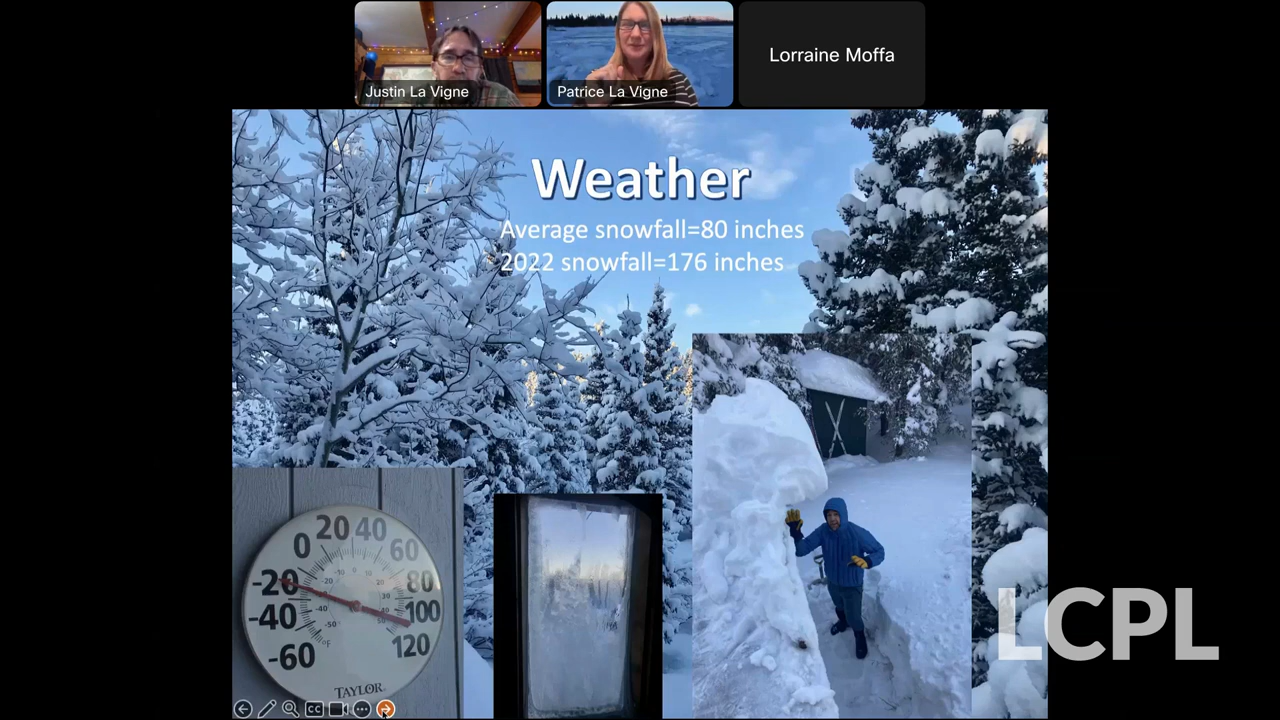 Justin La Vigne
Patrice La Vigne
Lorraine Moffa
Weather
Average snowfall=80 inches
2022 snowfall=176 inches
20 40
0 60
-20 80
-40 100
-60 120
°F
TAYLOR
CC
LCPL